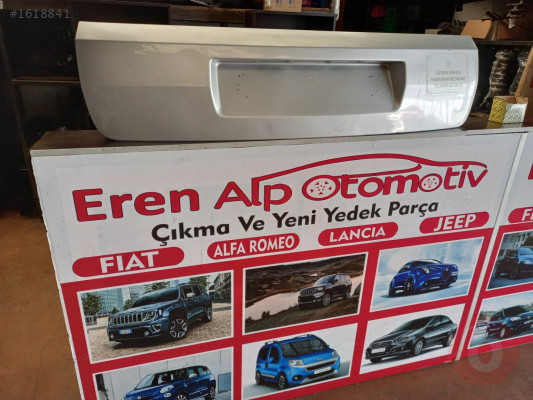 #1618841
Eren Alp Otomotiv
Çıkma Ve Yeni Yedek Parça
FIAT
ALFA ROMEO
LANCIA
JEEP